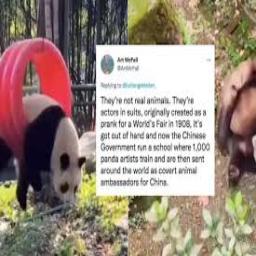 Art McFall
Replying to
They're not real animals. They're
actors in suits, originally created as a
prank for a World's Fair in 1908, it's
got out of hand and now the Chinese
Government run a school where 1,000
panda artists train and are then sent
around the world as covert animal
ambassadors for China.